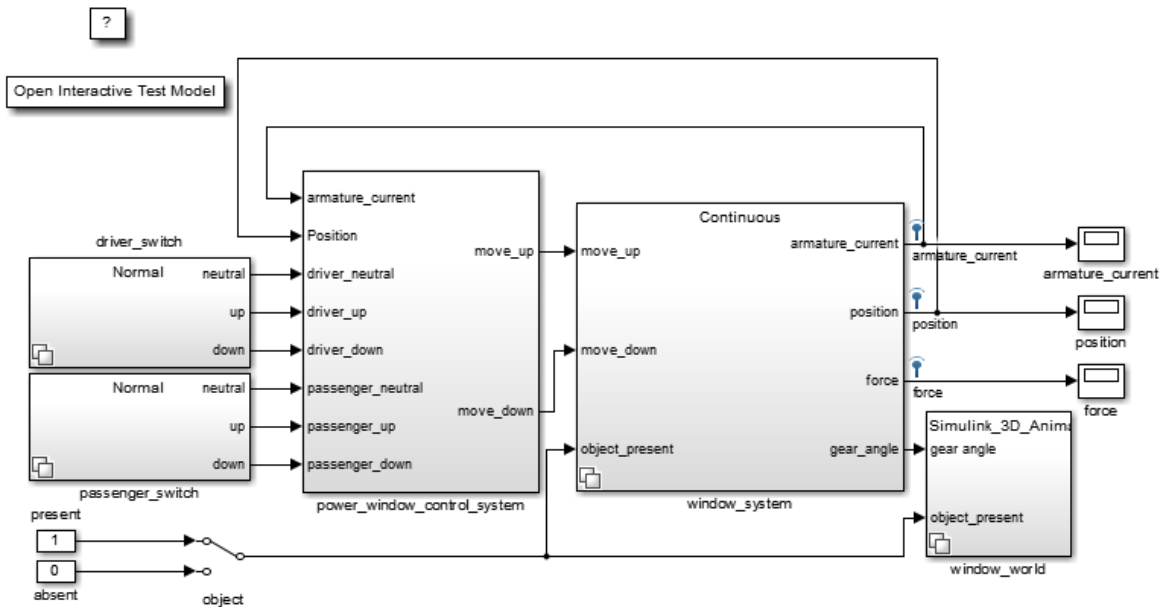 ?
Open Interactive Test Model
driver_switch
Normal
neutral
up
down
Normal
neutral
up
down
passenger_switch
present
1
0
absent
object
armature_current
Position
driver_neutral
driver_up
driver_down
passenger_neutral
passenger_up
passenger_down
move_up
move_down
power_window_control_system
Continuous
move_up
move_down
object_present
armature_current
position
force
gear_angle
window_system
armature_current
position
force
armature_current
position
force
Simulink_3D_Anima
gear angle
object_present
window_world